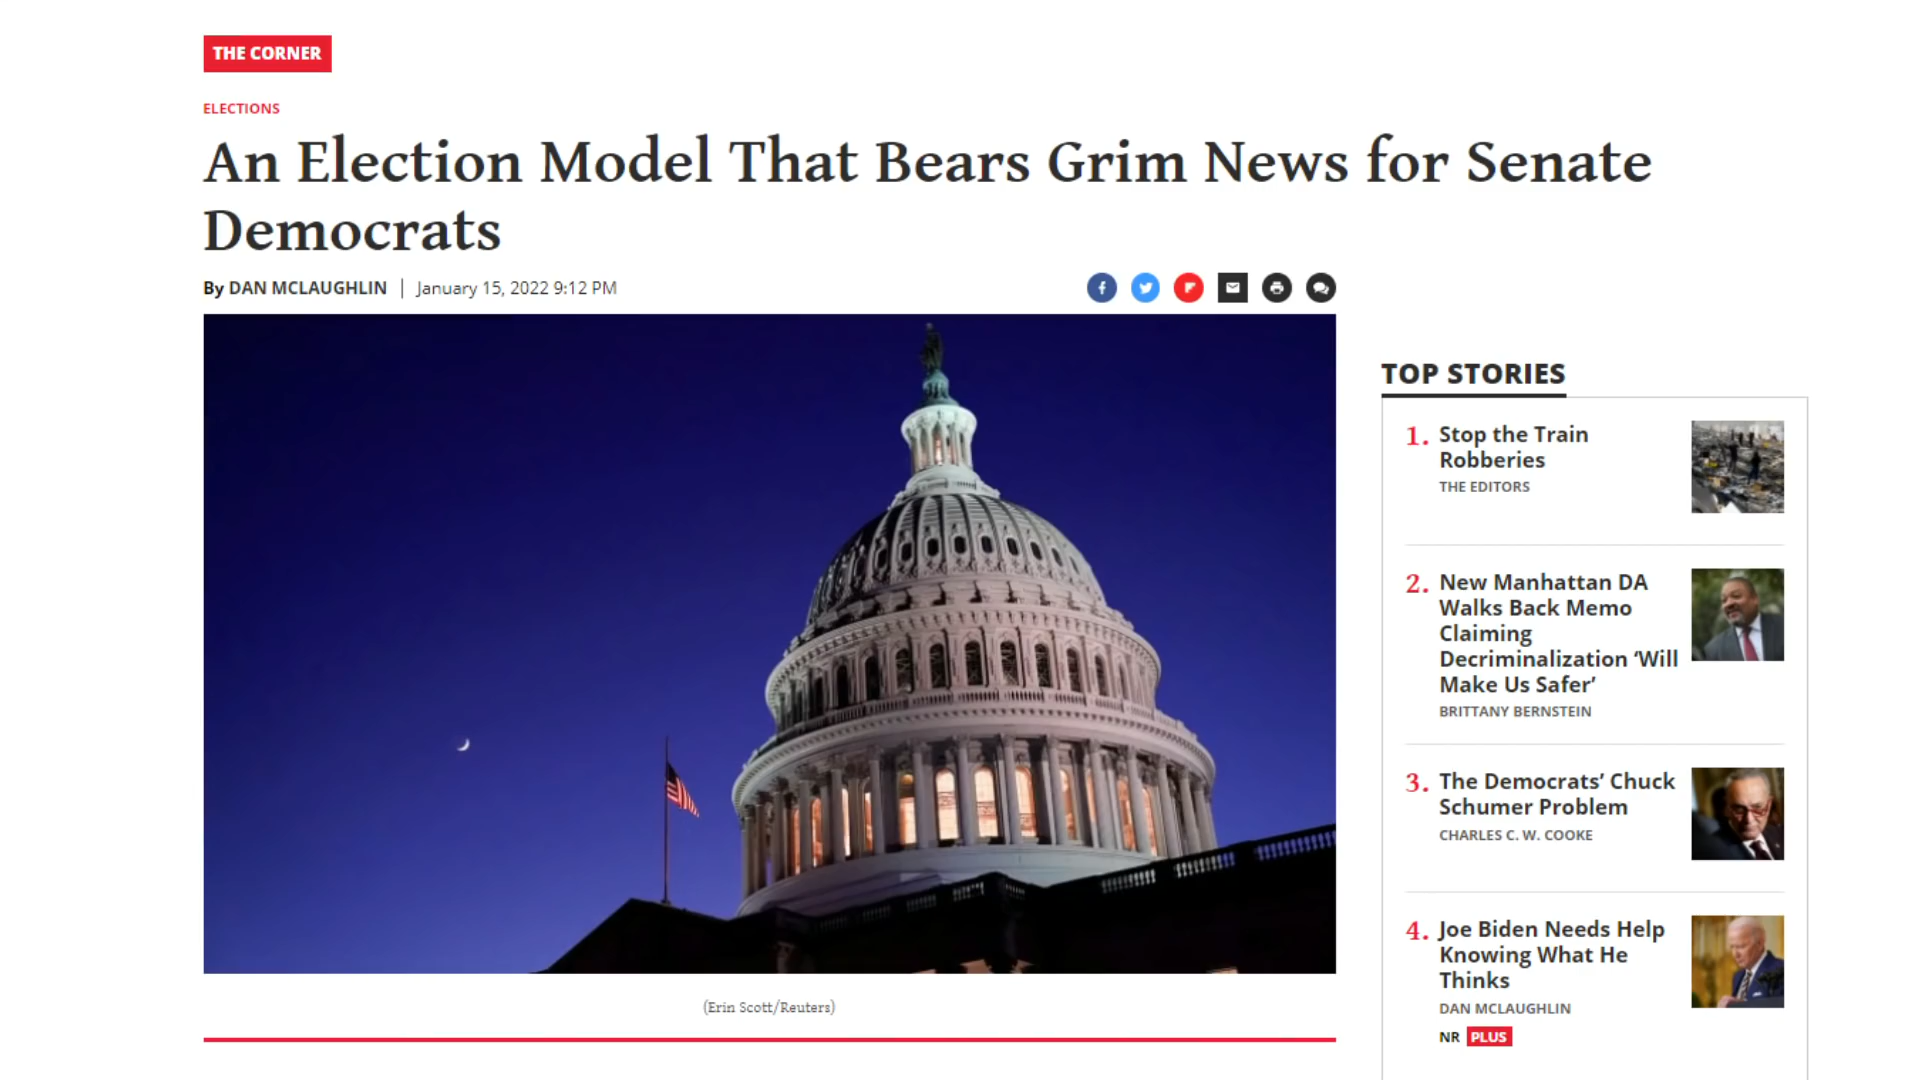 THE CORNER
ELECTIONS
An Election Model That Bears Grim News for Senate
Democrats
By DAN MCLAUGHLIN | January 15, 2022 9:12 PM
(Erin Scott/Reuters)
TOP STORIES
1. Stop the Train
Robberies
THE EDITORS
2. New Manhattan DA
Walks Back Memo
Claiming
Decriminalization ‘Will
Make Us Safer’
BRITTANY BERNSTEIN
3. The Democrats’ Chuck
Schumer Problem
CHARLES C. W. COOKE
4. Joe Biden Needs Help
Knowing What He
Thinks
DAN MCLAUGHLIN
NR PLUS